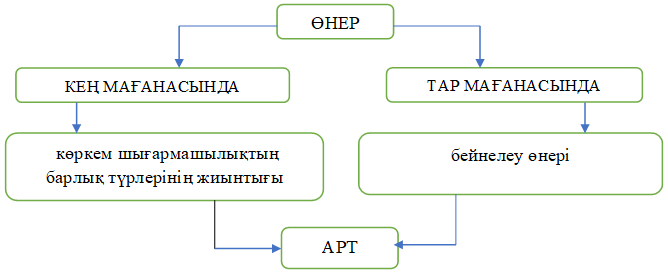 ӨНЕР
КЕҢ МАҒАНАСЫНДА
ТАР МАҒАНАСЫНДА
көркем шығармашылықтың
барлық түрлерінің жиынтығы
бейнелеу өнері
АРТ